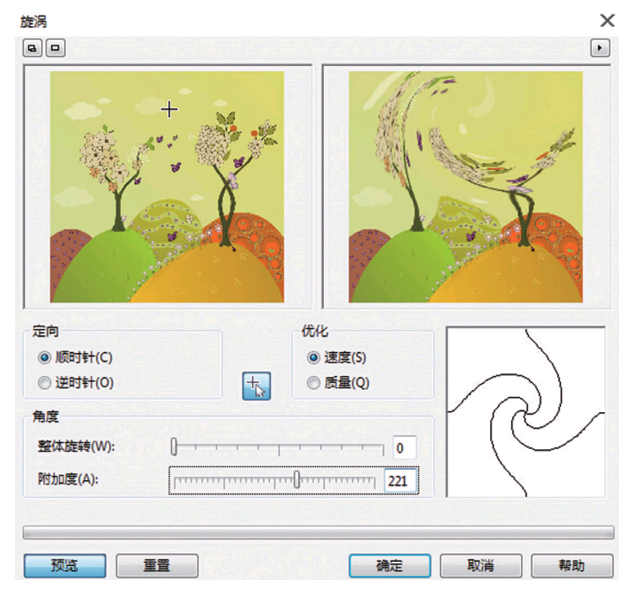 旋涡
定向
顺时针(C)
逆时针(O)
优化
速度(S)
质量(Q)
角度
整体旋转(W): 0
附加度(A): 221
预览 重置 确定 取消 帮助